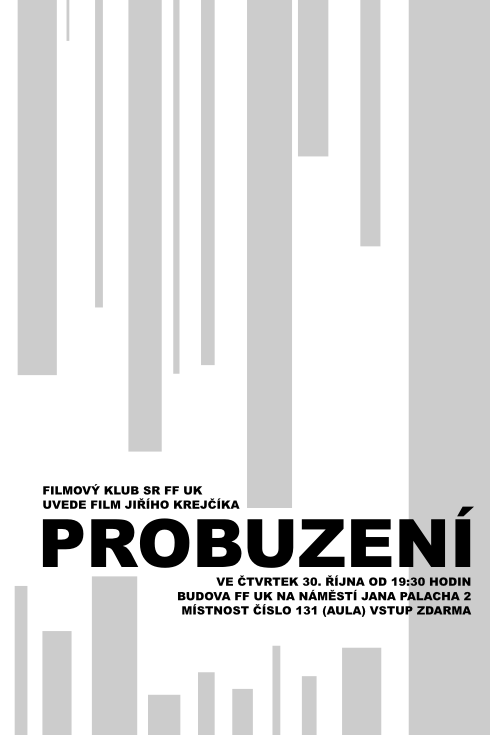 FILMOVÝ KLUB SR FF UK
UVEDE FILM JIŘÍHO KREJČÍKA
PROBUZENÍ
VE ČTVRTEK 30. ŘÍJNA OD 19:30 HODIN
BUDOVA FF UK NA NÁMĚSTÍ JANA PALACHA 2
MÍSTNOST ČÍSLO 131 (AULA) VSTUP ZDARMA